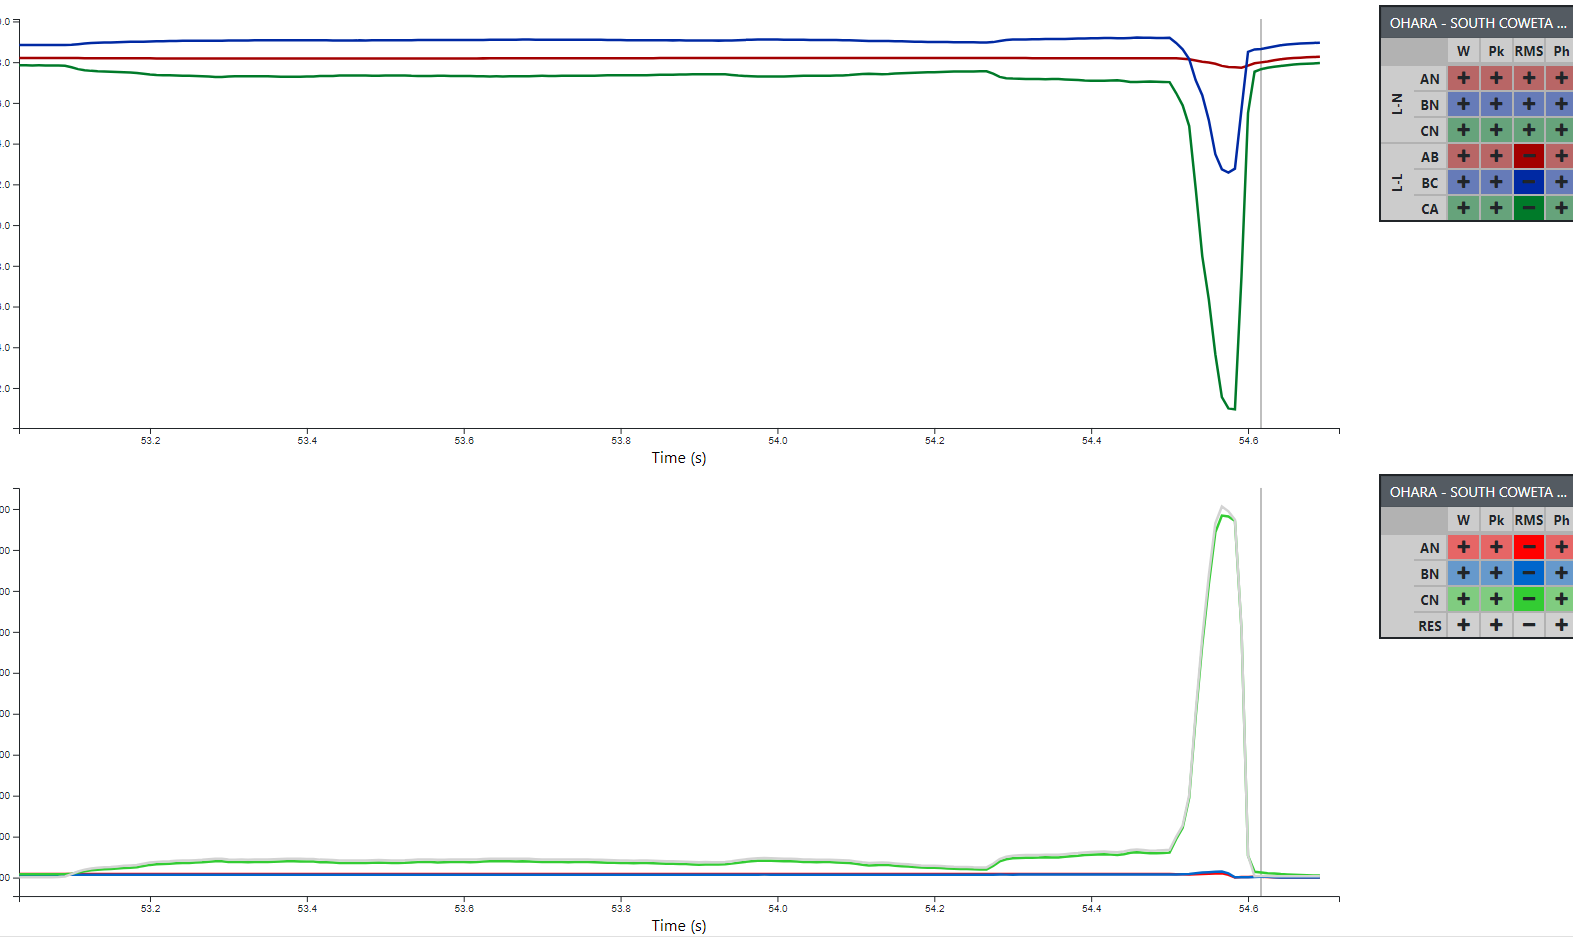 OHARA - SOUTH COWETA ...
W Pk RMS Ph
L-N
AN + + + +
BN + + + +
CN + + + +
L-L
AB + + - +
BC + + - +
CA + + - +
53.2 53.4 53.6 53.8 54.0 54.2 54.4 54.6
Time (s)
OHARA - SOUTH COWETA ...
W Pk RMS Ph
AN + + - +
BN + + - +
CN + + - +
RES + + - +
53.2 53.4 53.6 53.8 54.0 54.2 54.4 54.6
Time (s)